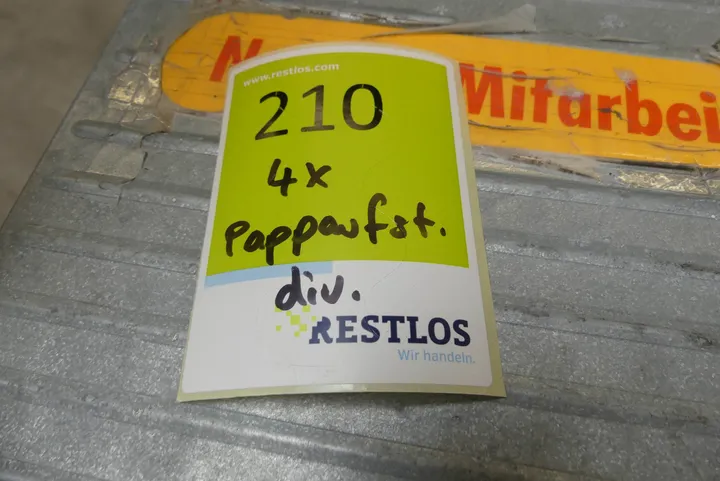 Mitarbei
www.restlos.com
210
4x
Pappaufst.
div.
RESTLOS
Wir handeln.